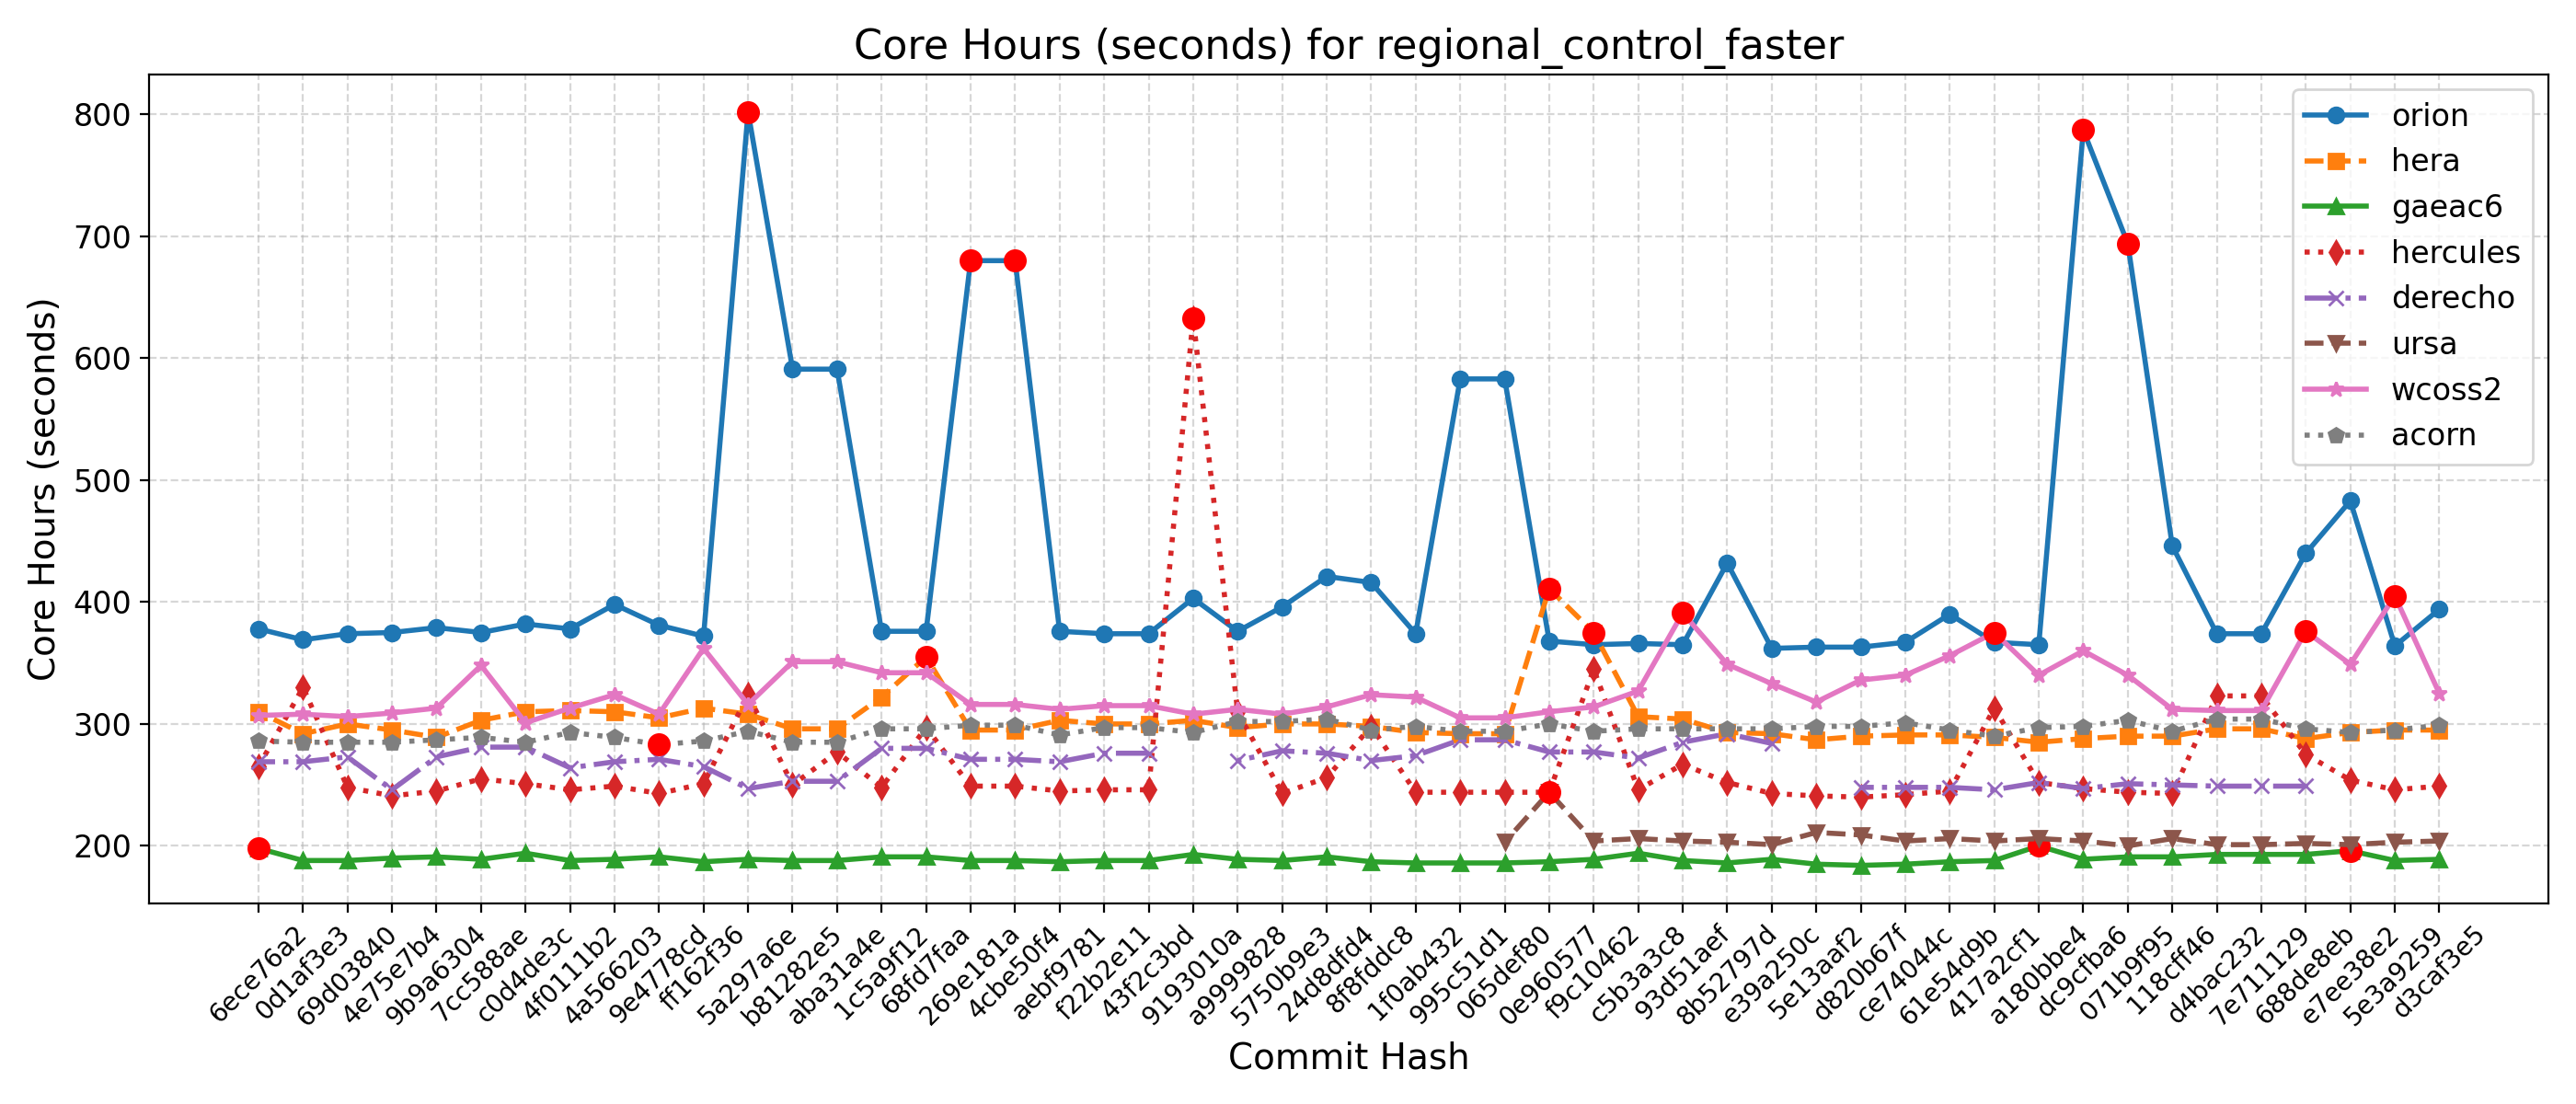 Core Hours (seconds) for regional_control_faster
Core Hours (seconds)
800
700
600
500
400
300
200
orion
hera
gaeac6
hercules
derecho
ursa
wcoss2
acorn
6ece76a2
0d1af3e3
69d03840
4e75e7b4
9b9a6304
7cc588ae
c0d4de3c
4f0111b2
4a566203
9e4778cd
ff162f36
5a297a6e
b81282e5
aba31a4e
1c5a9f12
68fd7faa
269e181a
4cbe50f4
aebf9781
f22b2e11
43f2c3bd
9193010a
a9999828
5750b9e3
24d8dfd4
8f8fddc8
1f0ab432
995c51d1
065def80
0e960577
f9c10462
c5b3a3c8
93d51aef
8b52797d
e39a250c
5e13aaf2
d820b67f
ce74044c
61e54d9b
417a2cf1
a180bbe4
dc9cfba6
071b9f95
118cff46
d4bac232
7e711129
688de8eb
e7ee38e2
5e3a9259
d3caf3e5
Commit Hash